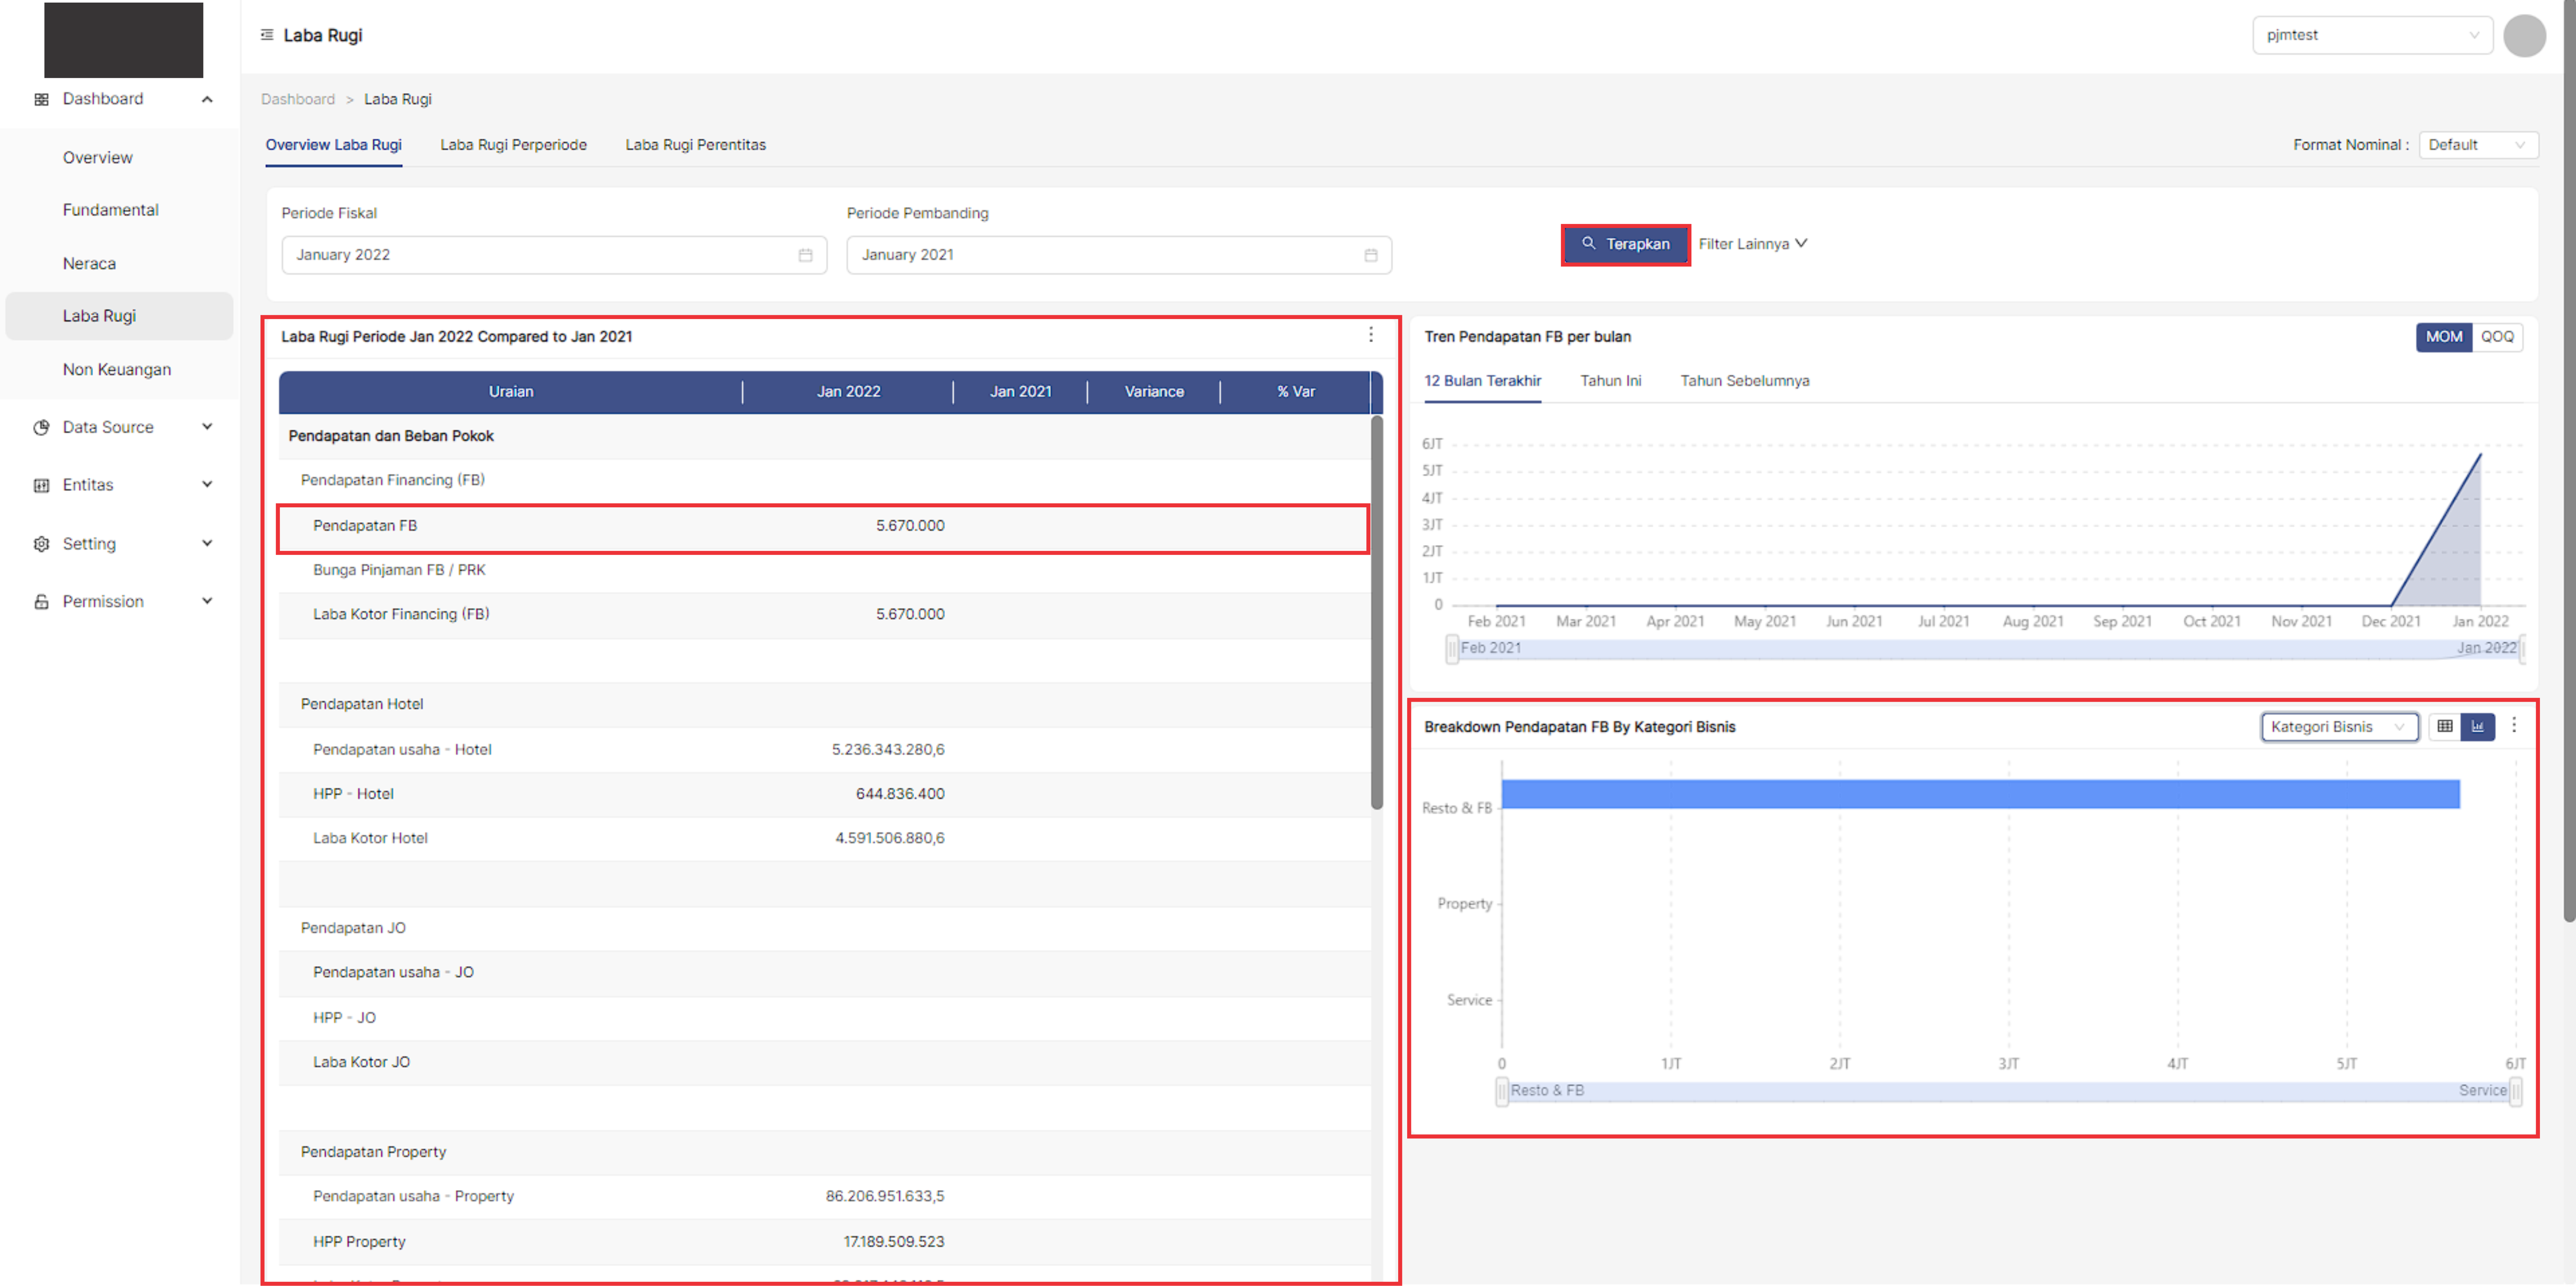 Laba Rugi
pjmtest
Dashboard
Overview
Fundamental
Neraca
Laba Rugi
Non Keuangan
Data Source
Entitas
Setting
Permission
Dashboard > Laba Rugi
Overview Laba Rugi Laba Rugi Perperiode Laba Rugi Perentitas
Format Nominal : Default
Periode Fiskal Periode Pembanding
January 2022 January 2021
Terapkan Filter Lainnya
Laba Rugi Periode Jan 2022 Compared to Jan 2021
Uraian Jan 2022 Jan 2021 Variance % Var
Pendapatan dan Beban Pokok
Pendapatan Financing (FB)
Pendapatan FB 5.670.000
Bunga Pinjaman FB / PRK
Laba Kotor Financing (FB) 5.670.000
Pendapatan Hotel
Pendapatan usaha - Hotel 5.236.343.280,6
HPP - Hotel 644.836.400
Laba Kotor Hotel 4.591.506.880,6
Pendapatan JO
Pendapatan usaha - JO
HPP - JO
Laba Kotor JO
Pendapatan Property
Pendapatan usaha - Property 86.206.951.633,5
HPP Property 17.189.509.523
Tren Pendapatan FB per bulan
MOM QOQ
12 Bulan Terakhir Tahun Ini Tahun Sebelumnya
6JT
5JT
4JT
3JT
2JT
1JT
0
Feb 2021 Mar 2021 Apr 2021 May 2021 Jun 2021 Jul 2021 Aug 2021 Sep 2021 Oct 2021 Nov 2021 Dec 2021 Jan 2022
Feb 2021 Jan 2022
Breakdown Pendapatan FB By Kategori Bisnis
Kategori Bisnis
Resto & FB
Property
Service
0 1JT 2JT 3JT 4JT 5JT 6JT
Resto & FB Service